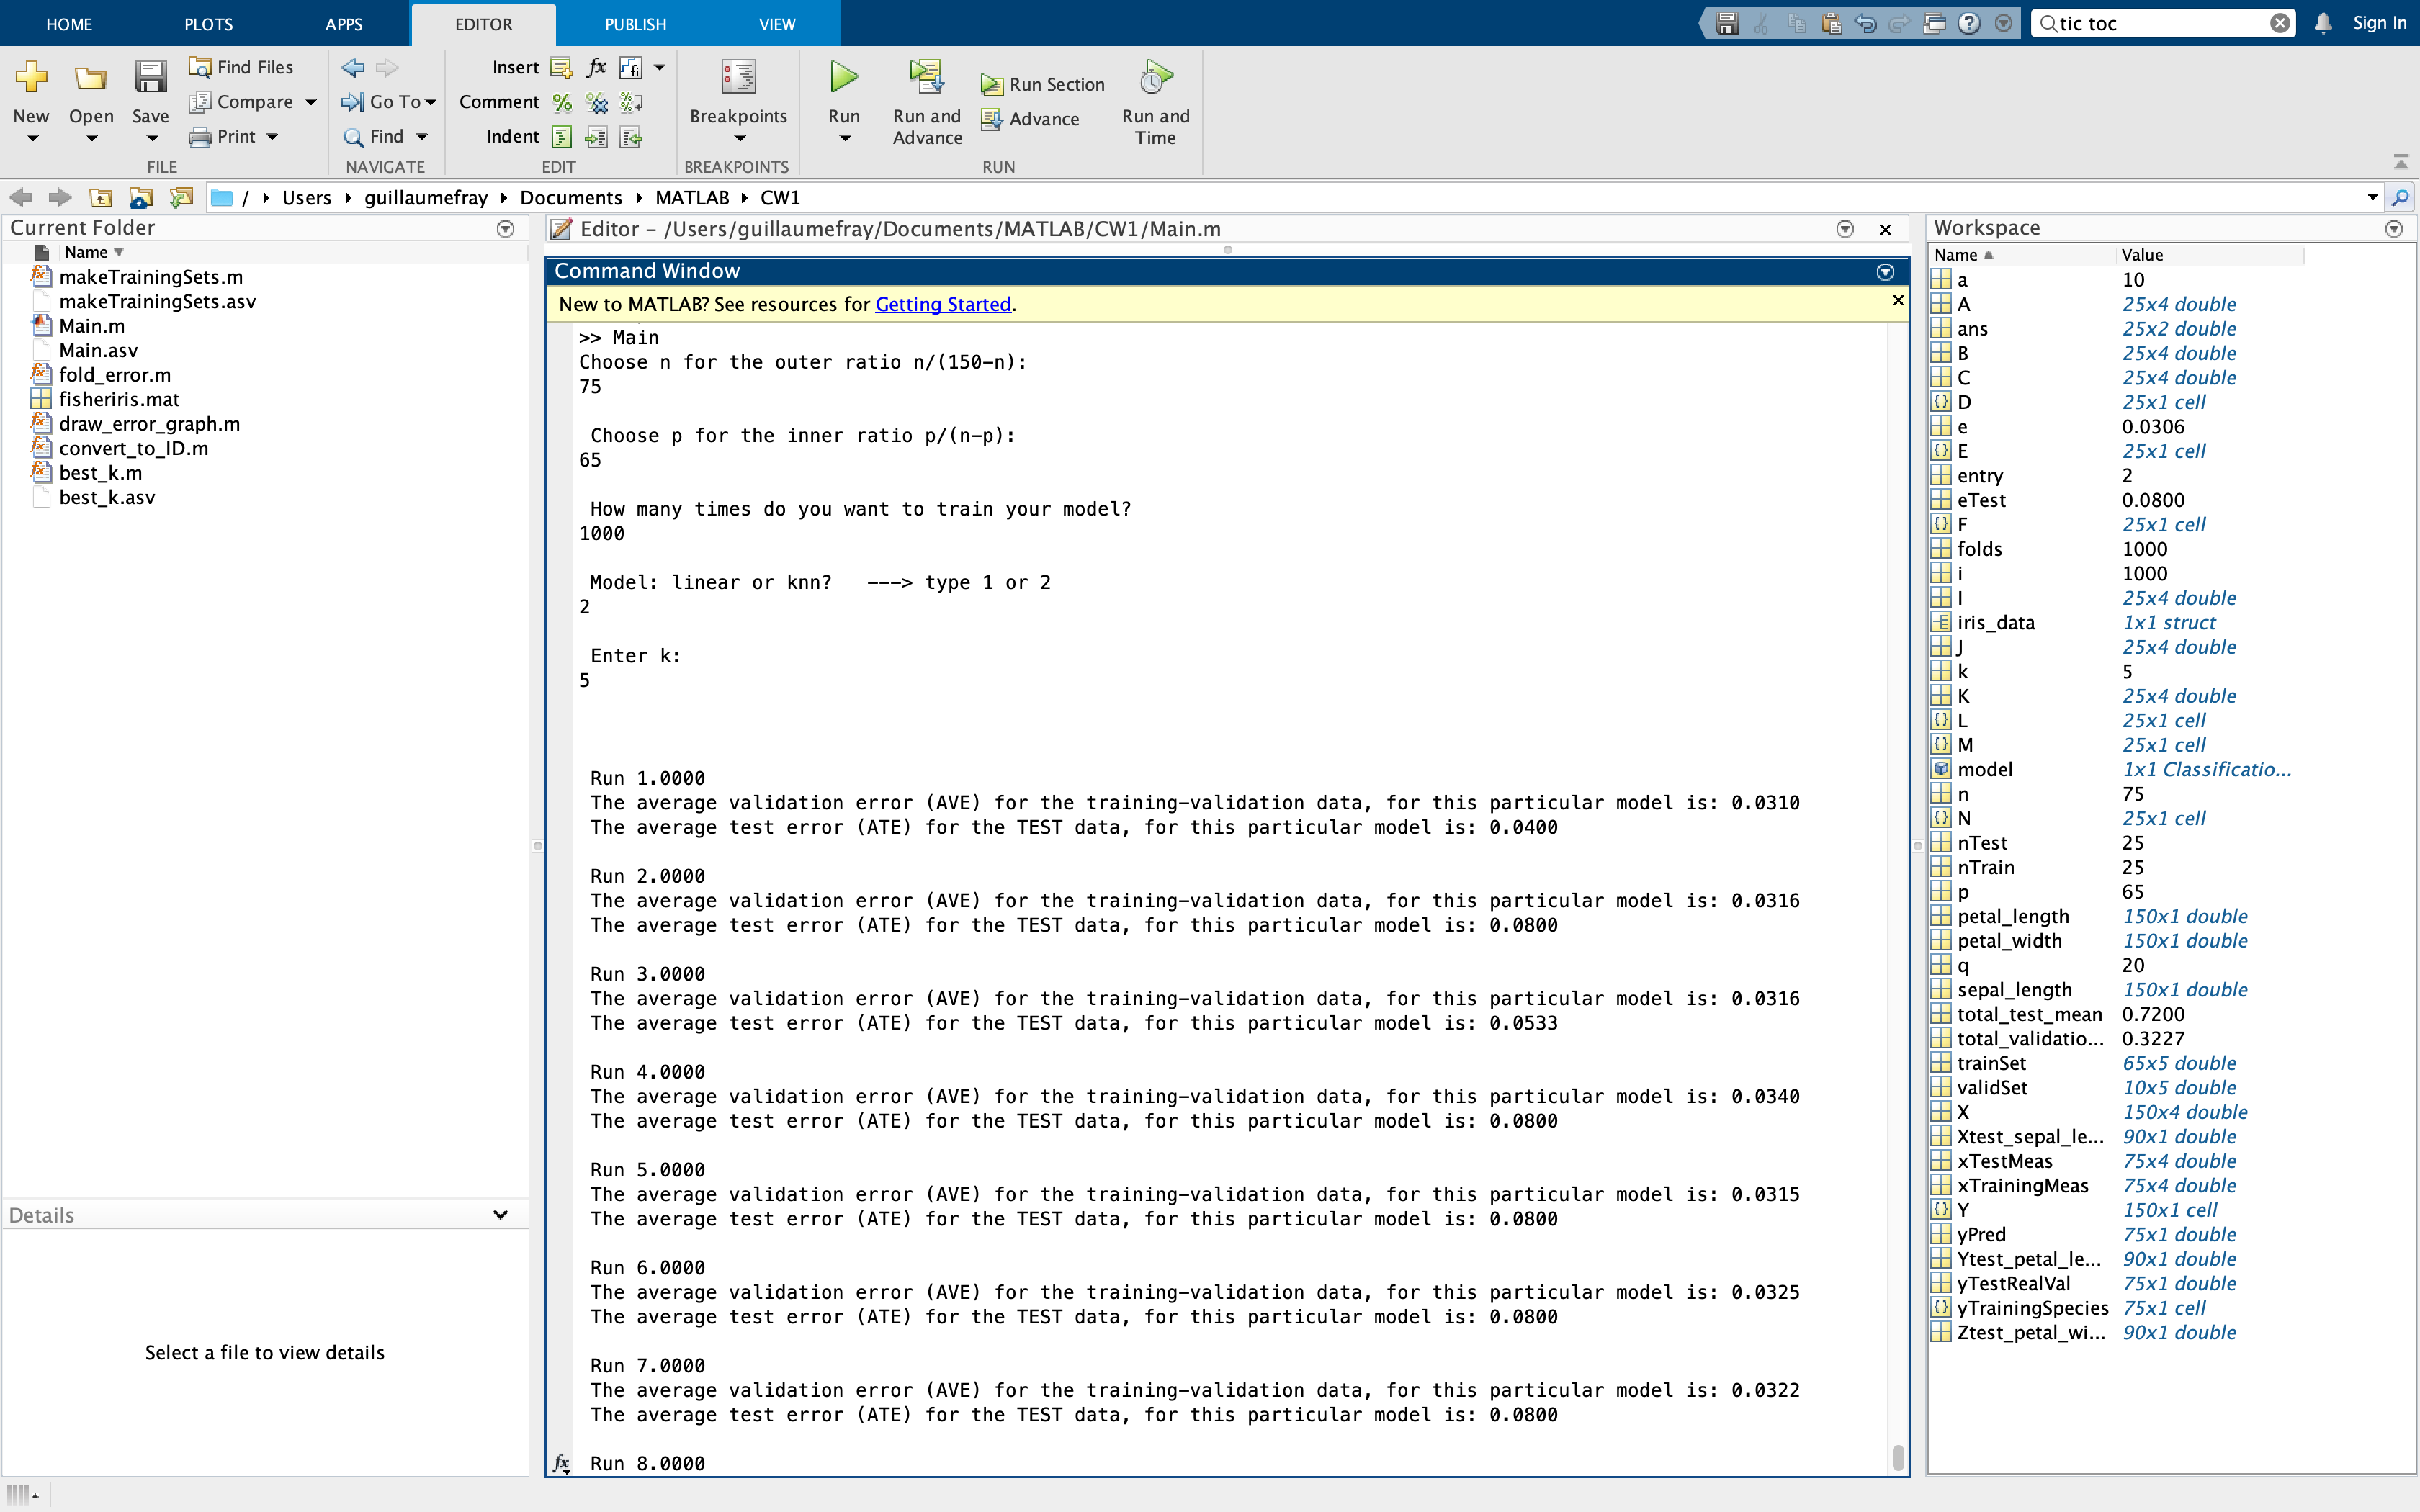 HOME PLOTS APPS EDITOR PUBLISH VIEW tic toc Sign In
New Open Save Find Files Compare Print
FILE
Go To Find
NAVIGATE
Insert fx fi
Comment
Indent
EDIT
Breakpoints
BREAKPOINTS
Run Run and Advance Run Section Advance Run and Time
RUN
/ Users guillaumefray Documents MATLAB CW1
Current Folder
Name
makeTrainingSets.m
makeTrainingSets.asv
Main.m
Main.asv
fold_error.m
fisheriris.mat
draw_error_graph.m
convert_to_ID.m
best_k.m
best_k.asv
Details
Select a file to view details
Editor – /Users/guillaumefray/Documents/MATLAB/CW1/Main.m
Command Window
New to MATLAB? See resources for Getting Started.
>> Main
Choose n for the outer ratio n/(150-n):
75
Choose p for the inner ratio p/(n-p):
65
How many times do you want to train your model?
1000
Model: linear or knn? ---> type 1 or 2
2
Enter k:
5
Run 1.0000
The average validation error (AVE) for the training-validation data, for this particular model is: 0.0310
The average test error (ATE) for the TEST data, for this particular model is: 0.0400
Run 2.0000
The average validation error (AVE) for the training-validation data, for this particular model is: 0.0316
The average test error (ATE) for the TEST data, for this particular model is: 0.0800
Run 3.0000
The average validation error (AVE) for the training-validation data, for this particular model is: 0.0316
The average test error (ATE) for the TEST data, for this particular model is: 0.0533
Run 4.0000
The average validation error (AVE) for the training-validation data, for this particular model is: 0.0340
The average test error (ATE) for the TEST data, for this particular model is: 0.0800
Run 5.0000
The average validation error (AVE) for the training-validation data, for this particular model is: 0.0315
The average test error (ATE) for the TEST data, for this particular model is: 0.0800
Run 6.0000
The average validation error (AVE) for the training-validation data, for this particular model is: 0.0325
The average test error (ATE) for the TEST data, for this particular model is: 0.0800
Run 7.0000
The average validation error (AVE) for the training-validation data, for this particular model is: 0.0322
The average test error (ATE) for the TEST data, for this particular model is: 0.0800
fx Run 8.0000
Workspace
Name Value
a 10
A 25x4 double
ans 25x2 double
B 25x4 double
C 25x4 double
D 25x1 cell
e 0.0306
E 25x1 cell
entry 2
eTest 0.0800
F 25x1 cell
folds 1000
i 1000
I 25x4 double
iris_data 1x1 struct
J 25x4 double
k 5
K 25x4 double
L 25x1 cell
M 25x1 cell
model 1x1 Classificatio...
n 75
N 25x1 cell
nTest 25
nTrain 25
p 65
petal_length 150x1 double
petal_width 150x1 double
q 20
sepal_length 150x1 double
total_test_mean 0.7200
total_validatio... 0.3227
trainSet 65x5 double
validSet 10x5 double
X 150x4 double
Xtest_sepal_le... 90x1 double
xTestMeas 75x4 double
xTrainingMeas 75x4 double
Y 150x1 cell
yPred 75x1 double
Ytest_petal_le... 90x1 double
yTestRealVal 75x1 double
yTrainingSpecies 75x1 cell
Ztest_petal_wi... 90x1 double